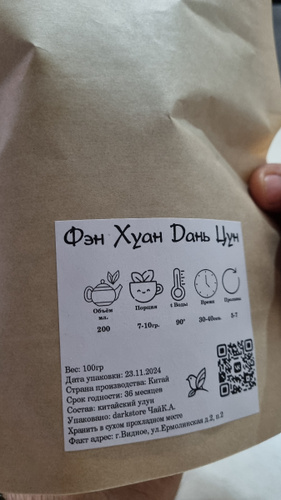 Фэн Хуан Дань Цун
Объём мл. Порция t Воды Время Проливы
200 7-10гр. 90° 30-40сек. 5-7
Вес: 100гр
Дата упаковки: 23.11.2024
Страна производства: Китай
Срок годности: 36 месяцев
Состав: китайский улун
Упаковано: darkstore ЧайК.А.
Хранить в сухом прохладном месте
Факт адрес: г.Видное, ул.Ермолинская д.2, п.2